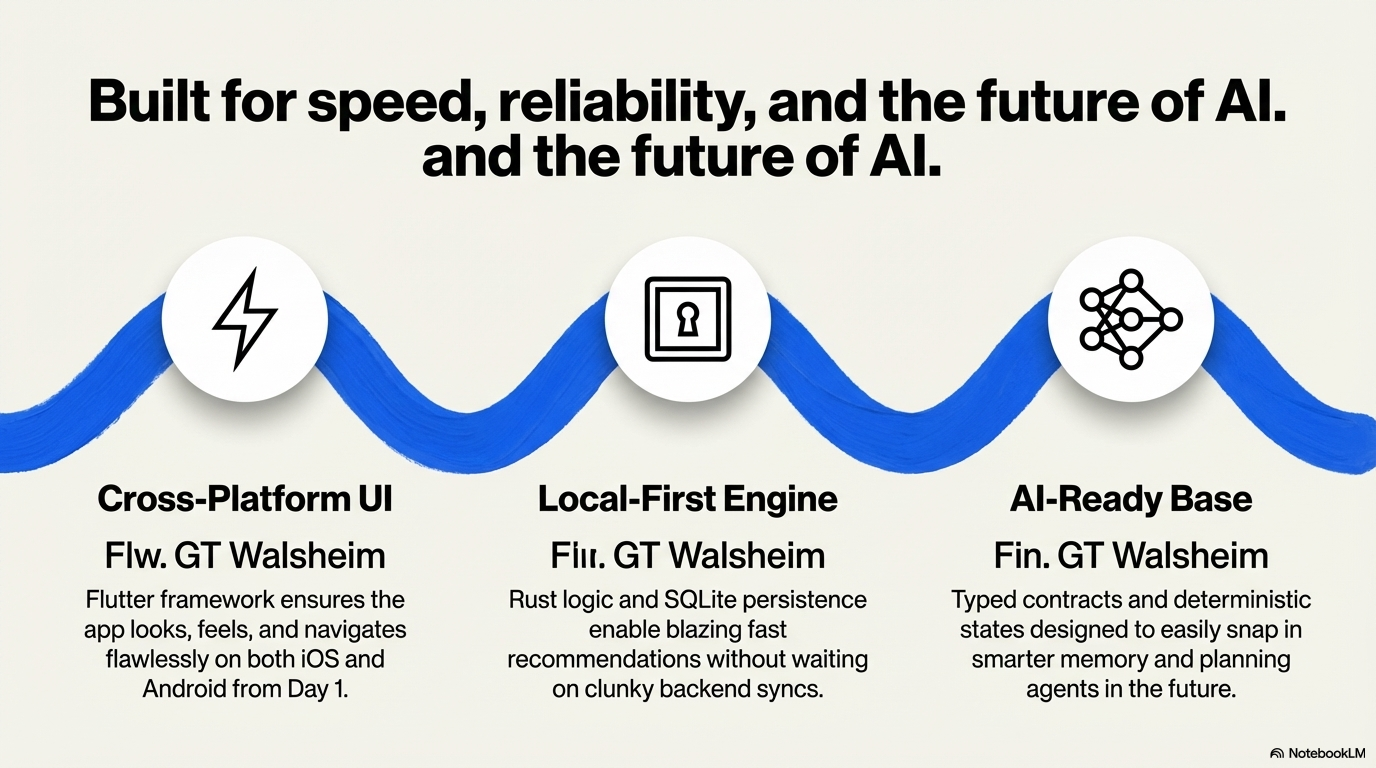 Built for speed, reliability, and the future of AI.
and the future of AI.
Cross-Platform UI
Flw. GT Walsheim
Flutter framework ensures the
app looks, feels, and navigates
flawlessly on both iOS and
Android from Day 1.
Local-First Engine
GT Walsheim
Rust logic and SQLite persistence
enable blazing fast
recommendations without waiting
on clunky backend syncs.
AI-Ready Base
Fin. GT Walsheim
Typed contracts and deterministic
states designed to easily snap in
smarter memory and planning
agents in the future.
NotebookLM